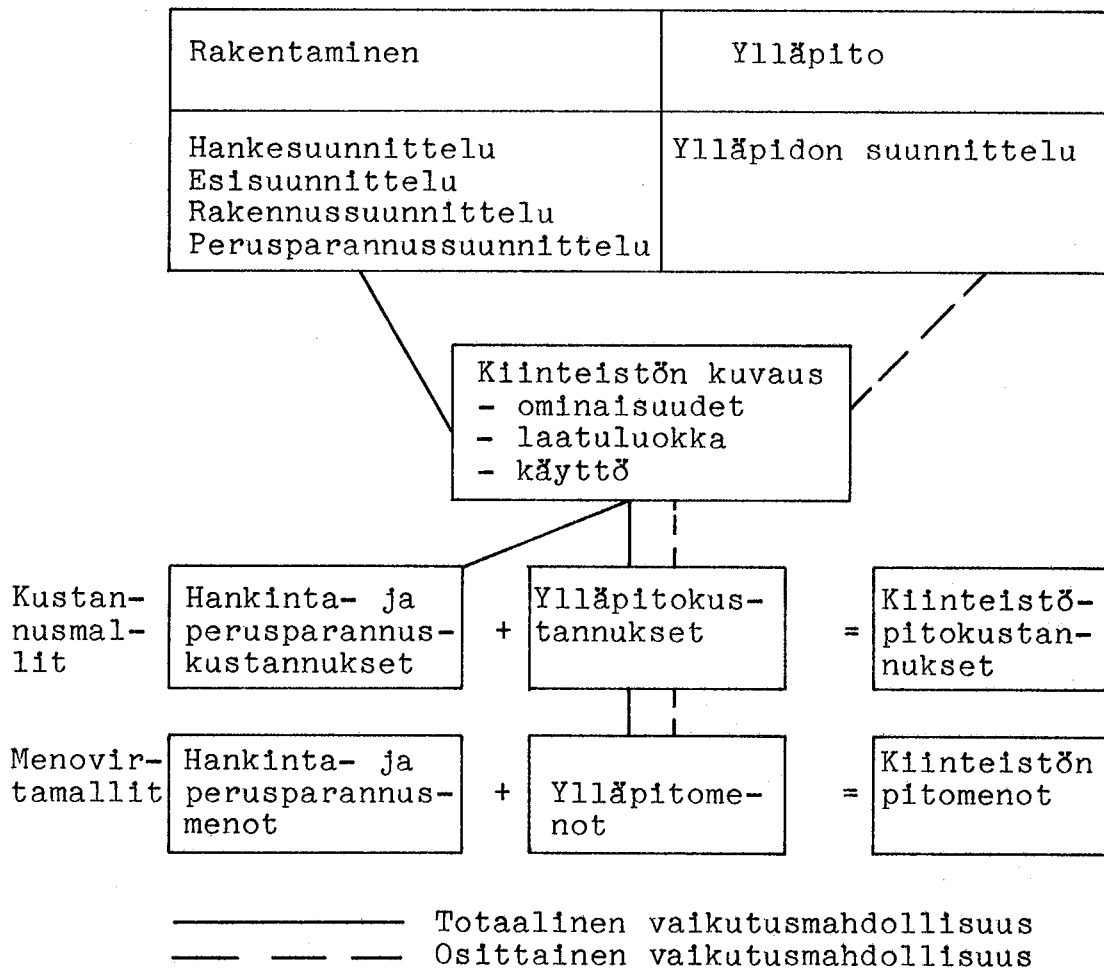 Rakentaminen
Ylläpito
Hankesuunnittelu
Esisuunnittelu
Rakennussuunnittelu
Perusparannussuunnittelu
Ylläpidon suunnittelu
Kiinteistön kuvaus
- ominaisuudet
- laatuluokka
- käyttö
Kustan-
nusmal-
lit
Hankinta- ja
perusparannus-
kustannukset
+
Ylläpitokus-
tannukset
=
Kiinteistö-
pitokustan-
nukset
Menovir-
tamallit
Hankinta- ja
perusparannus-
menot
+
Ylläpitome-
not
=
Kiinteistön
pitomenot
Totaalinen vaikutusmahdollisuus
Osittainen vaikutusmahdollisuus